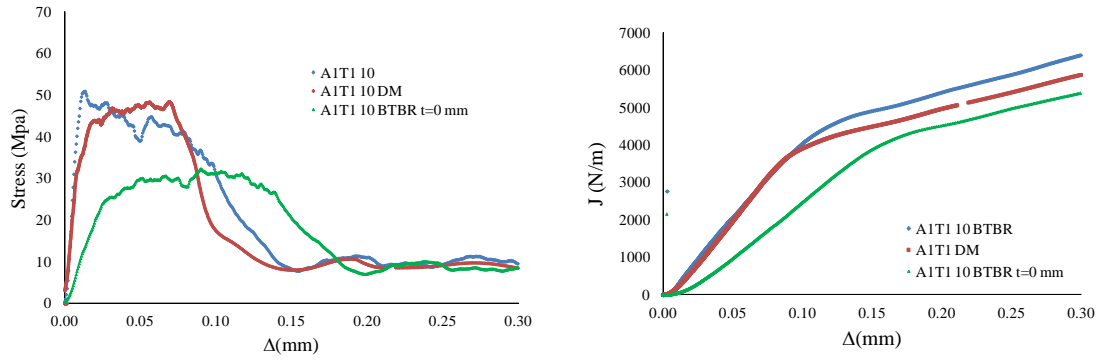 70
60
50
40
30
20
10
0
Stress (Mpa)
A1T1 10
A1T1 10 DM
A1T1 10 BTBR t=0 mm
0.00 0.05 0.10 0.15 0.20 0.25 0.30
Δ(mm)
7000
6000
5000
4000
3000
2000
1000
0
J (N/m)
A1T1 10 BTBR
A1T1 DM
A1T1 10 BTBR t=0 mm
0.00 0.05 0.10 0.15 0.20 0.25 0.30
Δ(mm)